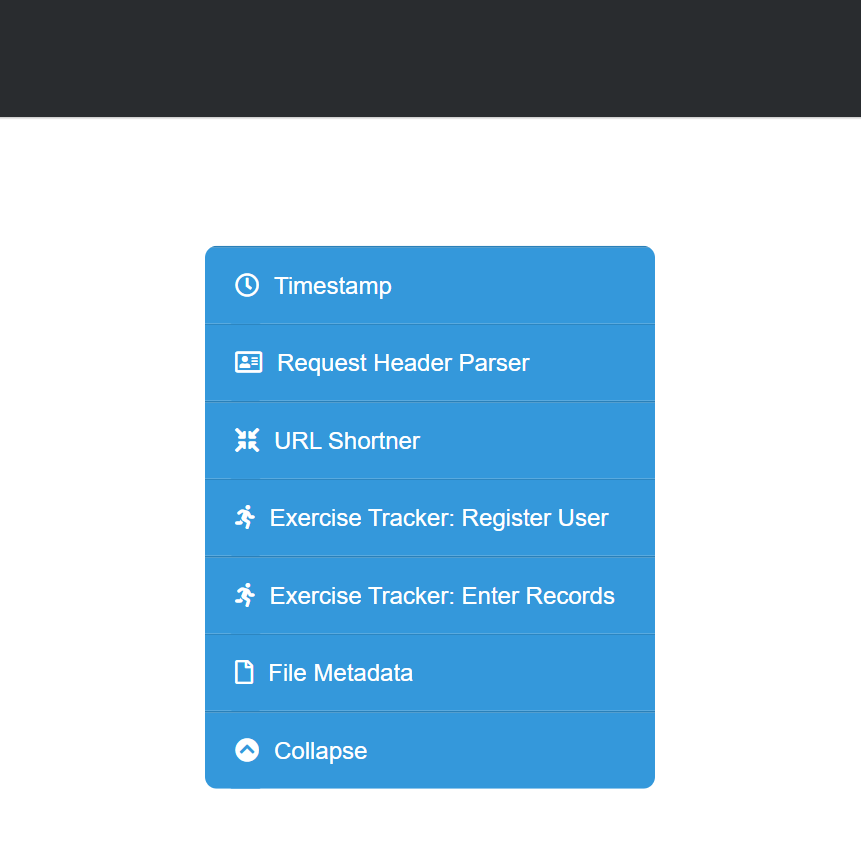 Timestamp
Request Header Parser
URL Shortner
Exercise Tracker: Register User
Exercise Tracker: Enter Records
File Metadata
Collapse